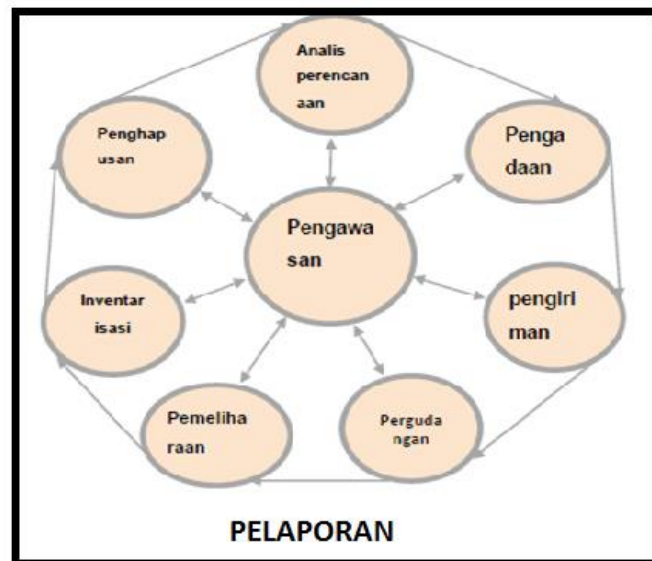 Analis
perencan
aan
Penga
daan
pengiri
man
Perguda
ngan
Pemeliha
raan
Inventar
isasi
Penghap
usan
Pengawa
san
PELAPORAN